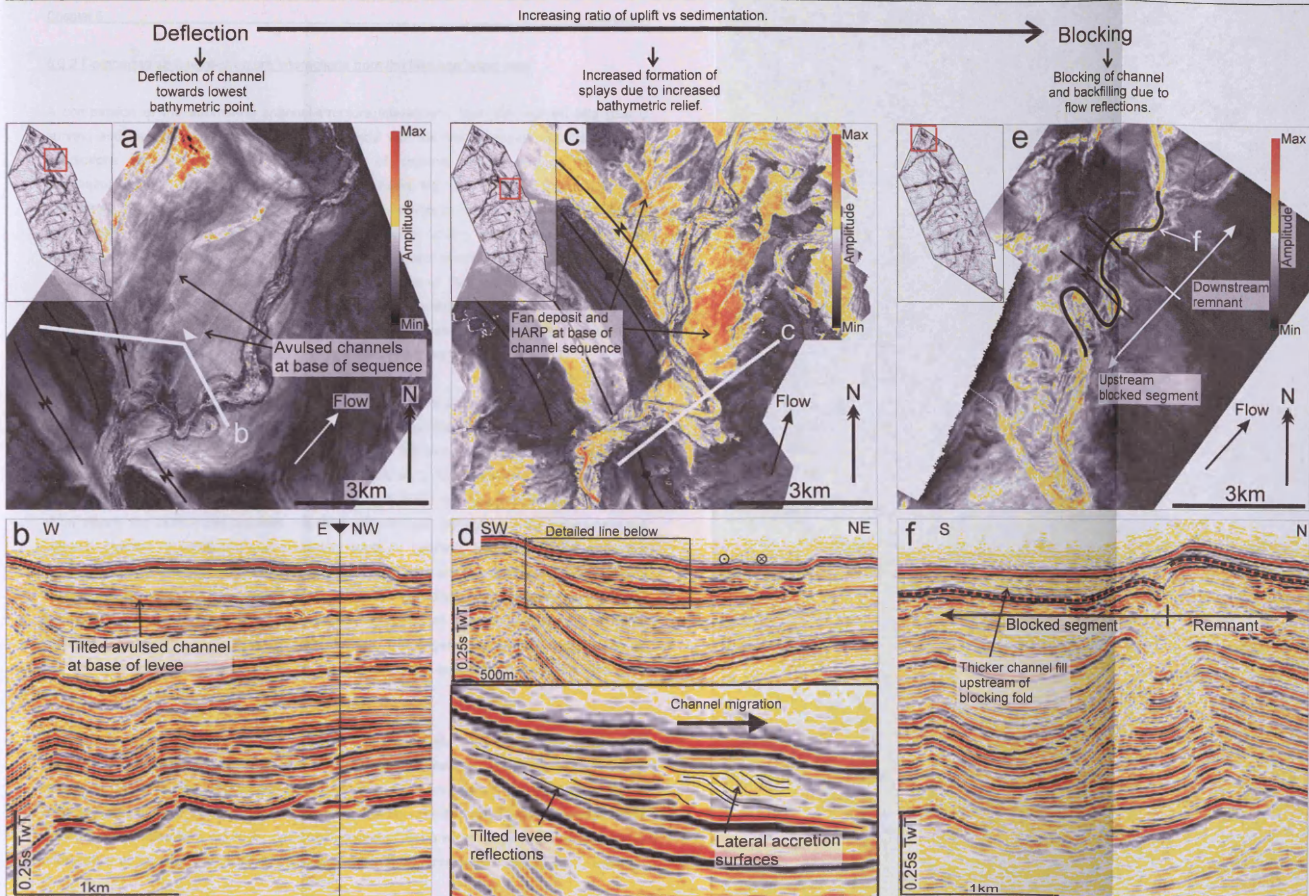 Increasing ratio of uplift vs sedimentation.
Deflection
Blocking
Deflection of channel
towards lowest
bathymetric point.
Increased formation of
splays due to increased
bathymetric relief.
Blocking of channel
and backfilling due to
flow reflections.
a
Max
Amplitude
Min
Avulsed channels
at base of sequence
b
Flow
N
3km
c
Max
Amplitude
Min
Fan deposit and
HARP at base of
channel sequence
c
Flow
N
3km
e
Max
Amplitude
Min
f
Downstream
remnant
Upstream
blocked segment
Flow
N
3km
b
W
E
NW
Tilted avulsed channel
at base of levee
0.25s TwT
1km
d
SW
Detailed line below
NE
0.25s TwT
500m
Channel migration
Tilted levee
reflections
Lateral accretion
surfaces
f
S
N
Blocked segment
Remnant
Thicker channel fill
upstream of
blocking fold
0.25s TwT
1km